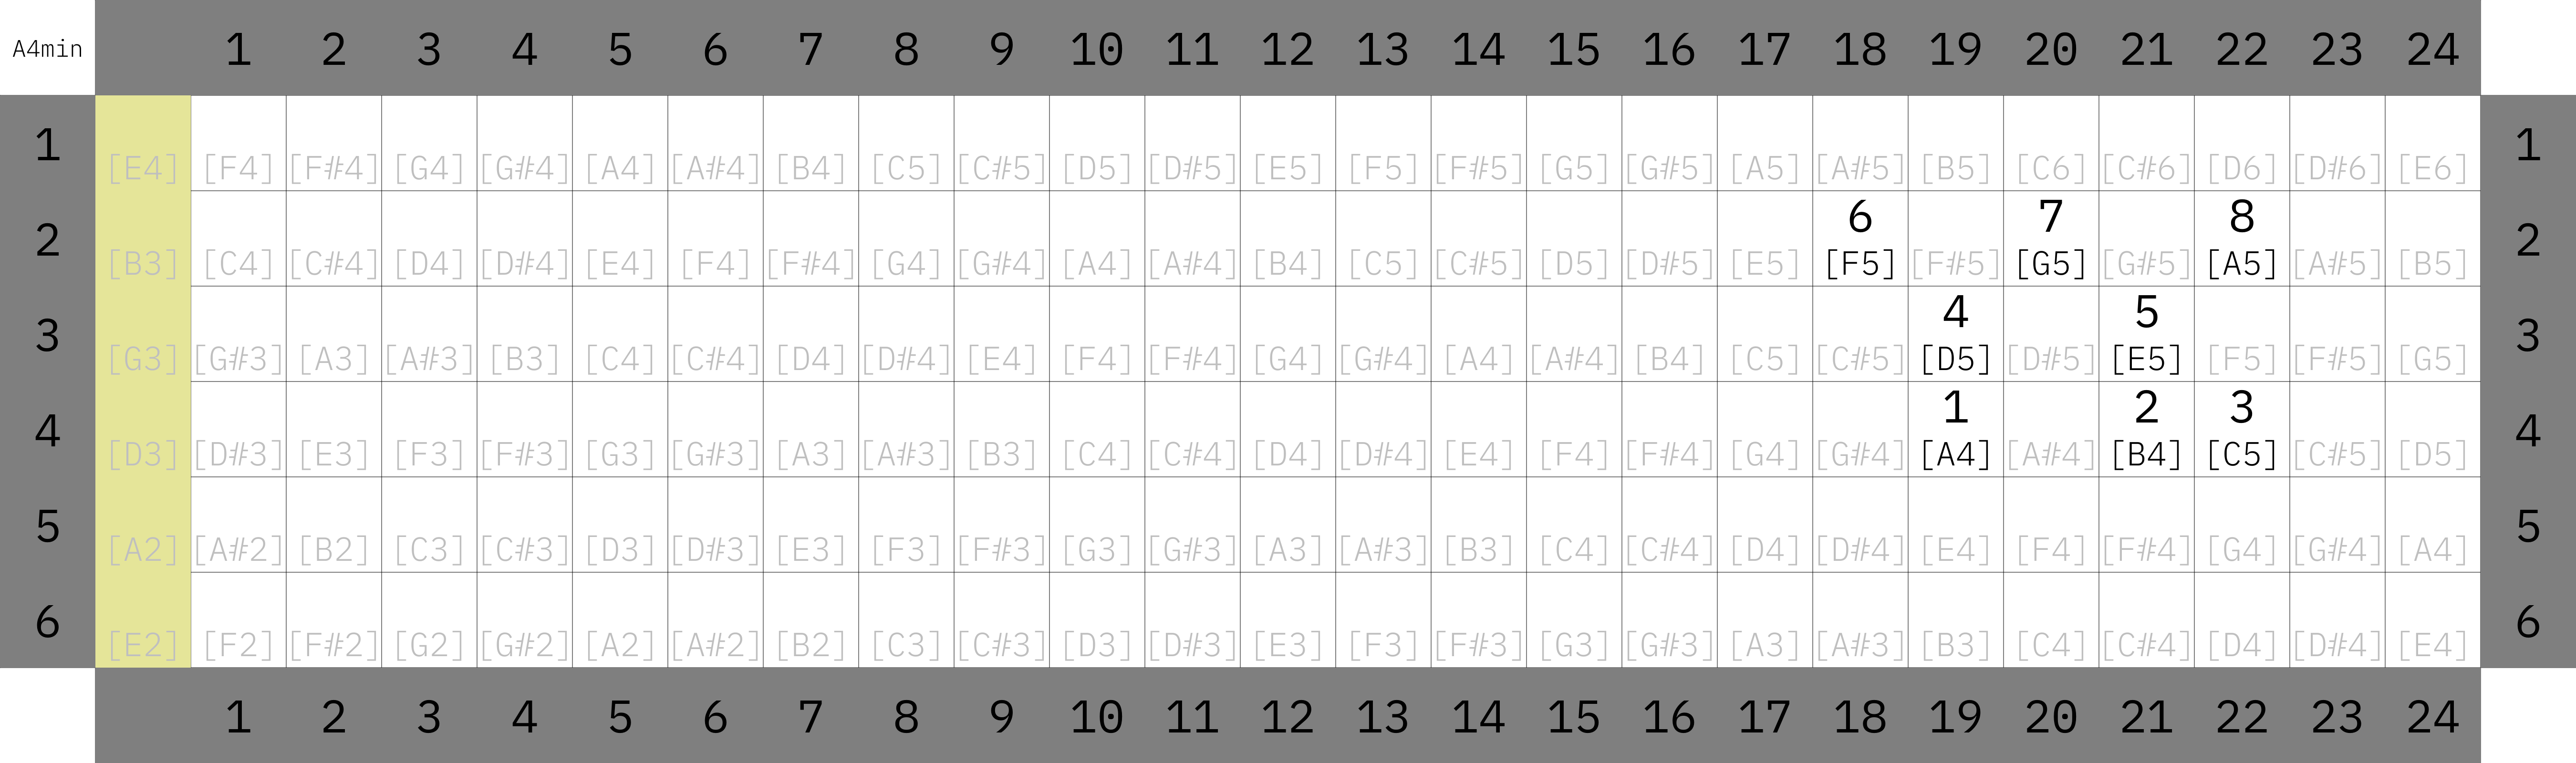 A4min 1 2 3 4 5 6 7 8 9 10 11 12 13 14 15 16 17 18 19 20 21 22 23 24
1 [E4] [F4] [F#4] [G4] [G#4] [A4] [A#4] [B4] [C5] [C#5] [D5] [D#5] [E5] [F5] [F#5] [G5] [G#5] [A5] [A#5] [B5] [C6] [C#6] [D6] [D#6] [E6] 1
6 7 8
2 [B3] [C4] [C#4] [D4] [D#4] [E4] [F4] [F#4] [G4] [G#4] [A4] [A#4] [B4] [C5] [C#5] [D5] [D#5] [E5] [F5] [F#5] [G5] [G#5] [A5] [A#5] [B5] 2
4 5
3 [G3] [G#3] [A3] [A#3] [B3] [C4] [C#4] [D4] [D#4] [E4] [F4] [F#4] [G4] [G#4] [A4] [A#4] [B4] [C5] [C#5] [D5] [D#5] [E5] [F5] [F#5] [G5] 3
1 2 3
4 [D3] [D#3] [E3] [F3] [F#3] [G3] [G#3] [A3] [A#3] [B3] [C4] [C#4] [D4] [D#4] [E4] [F4] [F#4] [G4] [G#4] [A4] [A#4] [B4] [C5] [C#5] [D5] 4
5 [A2] [A#2] [B2] [C3] [C#3] [D3] [D#3] [E3] [F3] [F#3] [G3] [G#3] [A3] [A#3] [B3] [C4] [C#4] [D4] [D#4] [E4] [F4] [F#4] [G4] [G#4] [A4] 5
6 [E2] [F2] [F#2] [G2] [G#2] [A2] [A#2] [B2] [C3] [C#3] [D3] [D#3] [E3] [F3] [F#3] [G3] [G#3] [A3] [A#3] [B3] [C4] [C#4] [D4] [D#4] [E4] 6
1 2 3 4 5 6 7 8 9 10 11 12 13 14 15 16 17 18 19 20 21 22 23 24